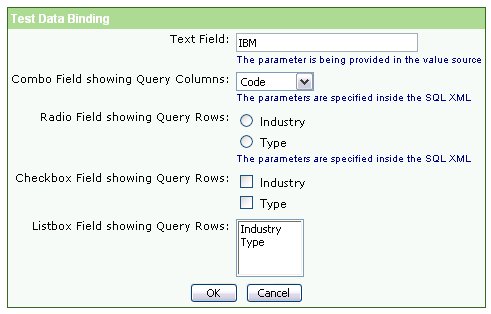 Test Data Binding
Text Field: IBM
The parameter is being provided in the value source
Combo Field showing Query Columns: Code
The parameters are specified inside the SQL XML
Radio Field showing Query Rows: Industry
Type
The parameters are specified inside the SQL XML
Checkbox Field showing Query Rows: Industry
Type
Listbox Field showing Query Rows: Industry
Type
OK Cancel